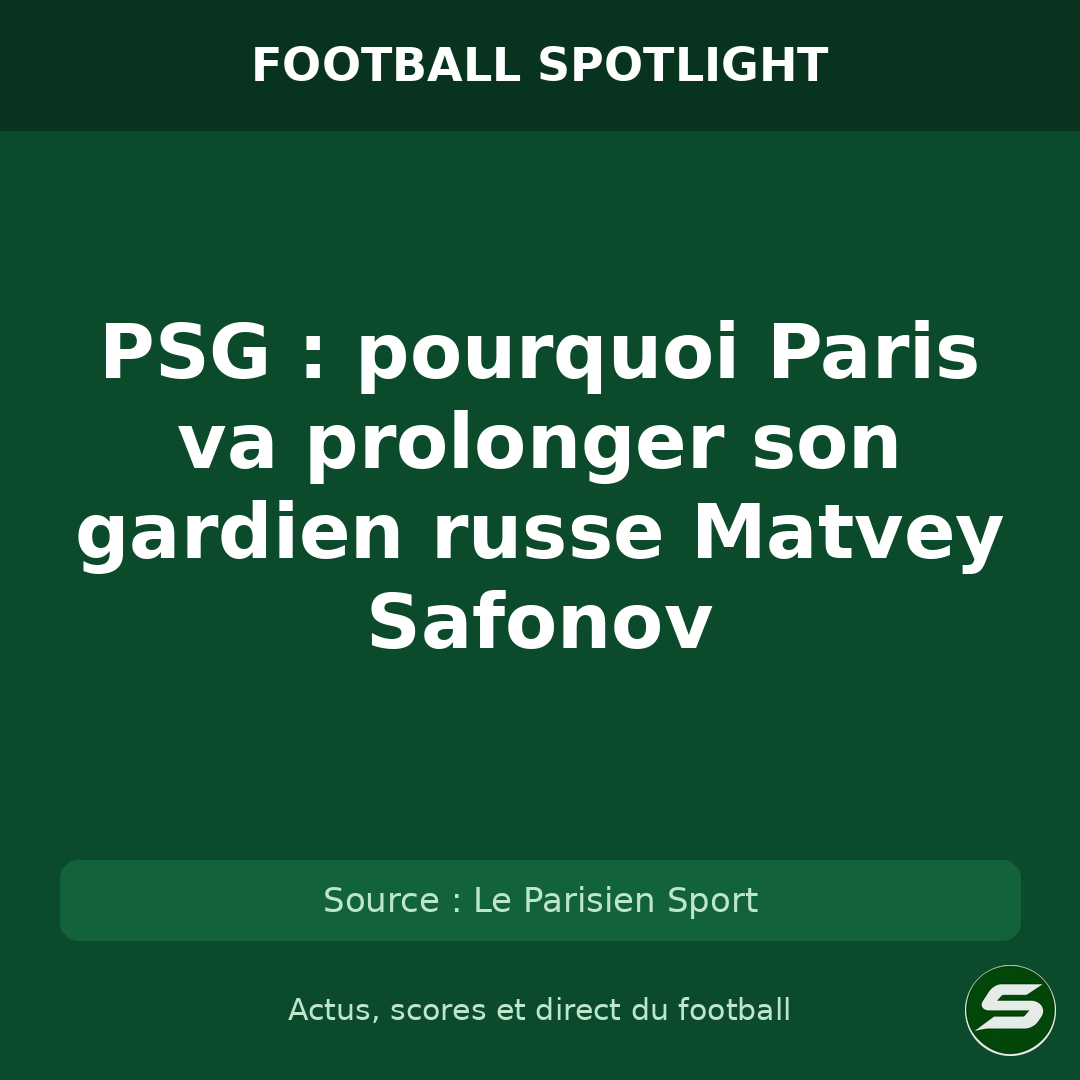 FOOTBALL SPOTLIGHT
PSG : pourquoi Paris
va prolonger son
gardien russe Matvey
Safonov
Source : Le Parisien Sport
Actus, scores et direct du football